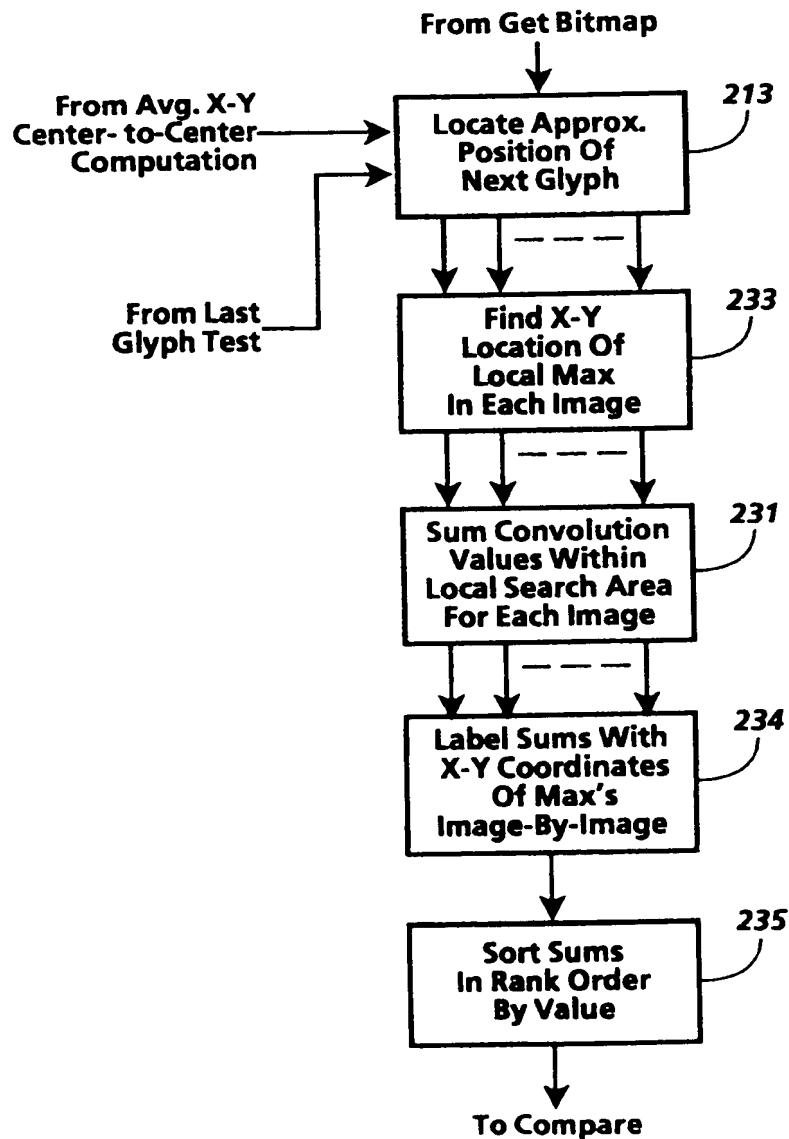 From Get Bitmap
From Avg. X-Y
Center- to-Center
Computation
213
Locate Approx.
Position Of
Next Glyph
From Last
Glyph Test
233
Find X-Y
Location Of
Local Max
In Each Image
231
Sum Convolution
Values Within
Local Search Area
For Each Image
234
Label Sums With
X-Y Coordinates
Of Max's
Image-By-Image
235
Sort Sums
In Rank Order
By Value
To Compare